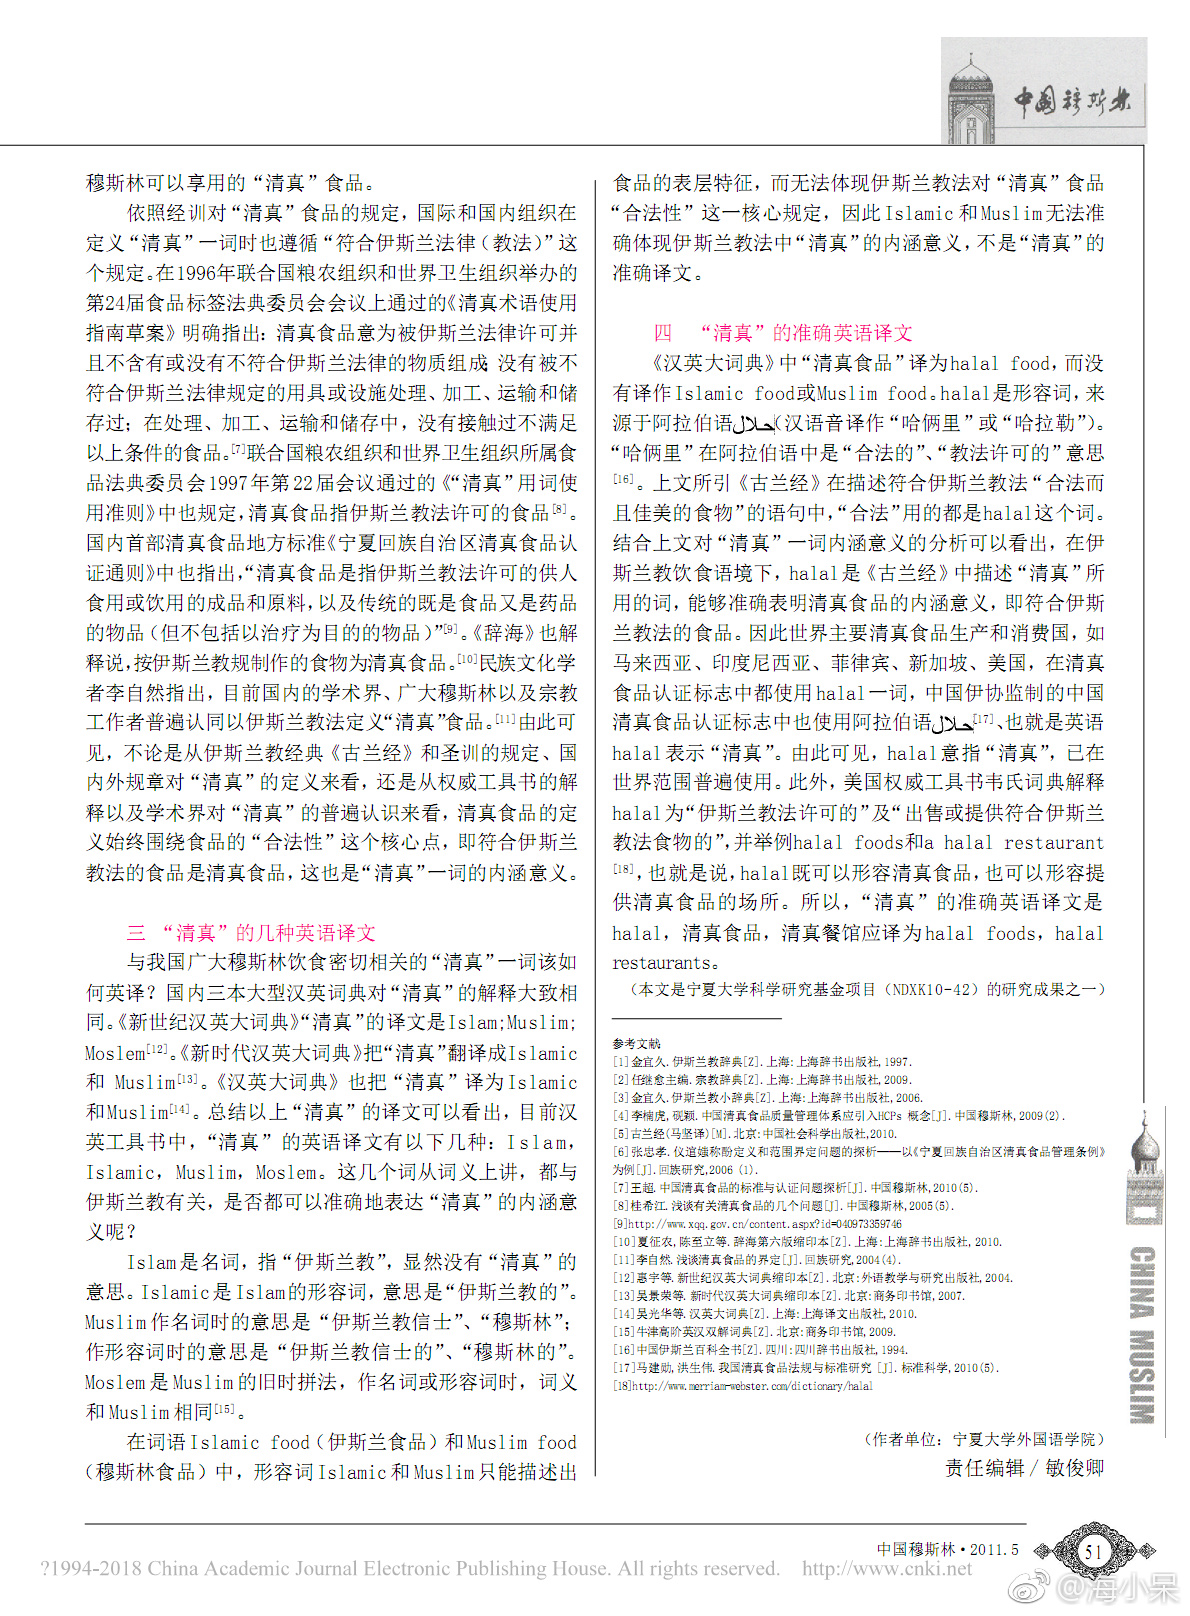 中国穆斯林
穆斯林可以享用的“清真”食品。
依照经训对“清真”食品的规定，国际和国内组织在
定义“清真”一词时也遵循“符合伊斯兰法律（教法）”这
个规定。在1996年联合国粮农组织和世界卫生组织举办的
第24届食品标签法典委员会会议上通过的《清真术语使用
指南草案》明确指出：清真食品意为被伊斯兰法律许可并
且不含有或没有不符合伊斯兰法律的物质组成；没有被不
符合伊斯兰法律规定的用具或设施处理、加工、运输和储
存过；在处理、加工、运输和储存中，没有接触过不满足
以上条件的食品。[7]联合国粮农组织和世界卫生组织所属食
品法典委员会1997年第22届会议通过的《“清真”用词使
用准则》中也规定，清真食品指伊斯兰教法许可的食品[8]。
国内首部清真食品地方标准《宁夏回族自治区清真食品认
证通则》中也指出，“清真食品是指伊斯兰教法许可的供人
食用或饮用的成品和原料，以及传统的既是食品又是药品
的物品（但不包括以治疗为目的的物品）”[9]。《辞海》也解
释说，按伊斯兰教规制作的食物为清真食品。[10]民族文化学
者李自然指出，目前国内的学术界、广大穆斯林以及宗教
工作者普遍认同以伊斯兰教法定义“清真”食品。[11]由此可
见，不论是从伊斯兰教经典《古兰经》和圣训的规定、国
内外规章对“清真”的定义来看，还是从权威工具书的解
释以及学术界对“清真”的普遍认识来看，清真食品的定
义始终围绕食品的“合法性”这个核心点，即符合伊斯兰
教法的食品是清真食品，这也是“清真”一词的内涵意义。
三 “清真”的几种英语译文
与我国广大穆斯林饮食密切相关的“清真”一词该如
何英译？国内三本大型汉英词典对“清真”的解释大致相
同。《新世纪汉英大词典》“清真”的译文是Islam;Muslim;
Moslem[12]。《新时代汉英大词典》把“清真”翻译成Islamic
和 Muslim[13]。《汉英大词典》也把“清真”译为Islamic
和Muslim[14]。总结以上“清真”的译文可以看出，目前汉
英工具书中，“清真”的英语译文有以下几种：Islam，
Islamic，Muslim，Moslem。这几个词从词义上讲，都与
伊斯兰教有关，是否都可以准确地表达“清真”的内涵意
义呢？
Islam是名词，指“伊斯兰教”，显然没有“清真”的
意思。Islamic是Islam的形容词，意思是“伊斯兰教的”。
Muslim作名词时的意思是“伊斯兰教信士”、“穆斯林”；
作形容词时的意思是“伊斯兰教信士的”、“穆斯林的”。
Moslem是Muslim的旧时拼法，作名词或形容词时，词义
和Muslim相同[15]。
在词语Islamic food（伊斯兰食品）和Muslim food
（穆斯林食品）中，形容词Islamic和Muslim只能描述出
食品的表层特征，而无法体现伊斯兰教法对“清真”食品
“合法性”这一核心规定，因此Islamic和Muslim无法准
确体现伊斯兰教法中“清真”的内涵意义，不是“清真”的
准确译文。
四 “清真”的准确英语译文
《汉英大词典》中“清真食品”译为halal food，而没
有译作Islamic food或Muslim food。halal是形容词，来
源于阿拉伯语حلال（汉语音译作“哈俩里”或“哈拉勒”）。
“哈俩里”在阿拉伯语中是“合法的”、“教法许可的”意思
[16]。上文所引《古兰经》在描述符合伊斯兰教法“合法而
且佳美的食物”的语句中，“合法”用的都是halal这个词。
结合上文对“清真”一词内涵意义的分析可以看出，在伊
斯兰教饮食语境下，halal是《古兰经》中描述“清真”所
用的词，能够准确表明清真食品的内涵意义，即符合伊斯
兰教法的食品。因此世界主要清真食品生产和消费国，如
马来西亚、印度尼西亚、菲律宾、新加坡、美国，在清真
食品认证标志中都使用halal一词，中国伊协监制的中国
清真食品认证标志中也使用阿拉伯语حلال[17]、也就是英语
halal表示“清真”。由此可见，halal意指“清真”，已在
世界范围普遍使用。此外，美国权威工具书韦氏词典解释
halal为“伊斯兰教法许可的”及“出售或提供符合伊斯兰
教法食物的”，并举例halal foods和a halal restaurant
[18]，也就是说，halal既可以形容清真食品，也可以形容提
供清真食品的场所。所以，“清真”的准确英语译文是
halal，清真食品，清真餐馆应译为halal foods，halal
restaurants。
（本文是宁夏大学科学研究基金项目（NDXK10-42）的研究成果之一）
参考文献
[1]金宜久.伊斯兰教辞典[Z].上海:上海辞书出版社,1997.
[2]任继愈主编.宗教辞典[Z].上海:上海辞书出版社,2009.
[3]金宜久.伊斯兰教小辞典[Z].上海:上海辞书出版社,2006.
[4]李楠虎,砚颖.中国清真食品质量管理体系应引入HCPs 概念[J].中国穆斯林,2009(2).
[5]古兰经(马坚译)[M].北京:中国社会科学出版社,2010.
[6]张忠孝.仪谊嫌称酚定义和范围界定问题的探析——以《宁夏回族自治区清真食品管理条例》
为例[J].回族研究,2006 (1).
[7]王超.中国清真食品的标准与认证问题探析[J].中国穆斯林,2010(5).
[8]桂希江.浅谈有关清真食品的几个问题[J].中国穆斯林,2005(5).
[9]http://www.xqq.gov.cn/content.aspx?id=040973359746
[10]夏征农,陈至立等.辞海第六版缩印本[Z].上海:上海辞书出版社,2010.
[11]李自然.浅谈清真食品的界定[J].回族研究,2004(4).
[12]惠宇等.新世纪汉英大词典缩印本[Z].北京:外语教学与研究出版社,2004.
[13]吴景荣等.新时代汉英大词典缩印本[Z].北京:商务印书馆,2007.
[14]吴光华等.汉英大词典[Z].上海:上海译文出版社,2010.
[15]牛津高阶英汉双解词典[Z].北京:商务印书馆,2009.
[16]中国伊斯兰百科全书[Z].四川:四川辞书出版社,1994.
[17]马建勋,洪生伟.我国清真食品法规与标准研究 [J].标准科学,2010(5).
[18]http://www.merriam-webster.com/dictionary/halal
（作者单位：宁夏大学外国语学院）
责任编辑/敏俊卿
CHINA MUSLIM
中国穆斯林·2011.5
51
?1994-2018 China Academic Journal Electronic Publishing House. All rights reserved. http://www.cnki.net
@海小呆